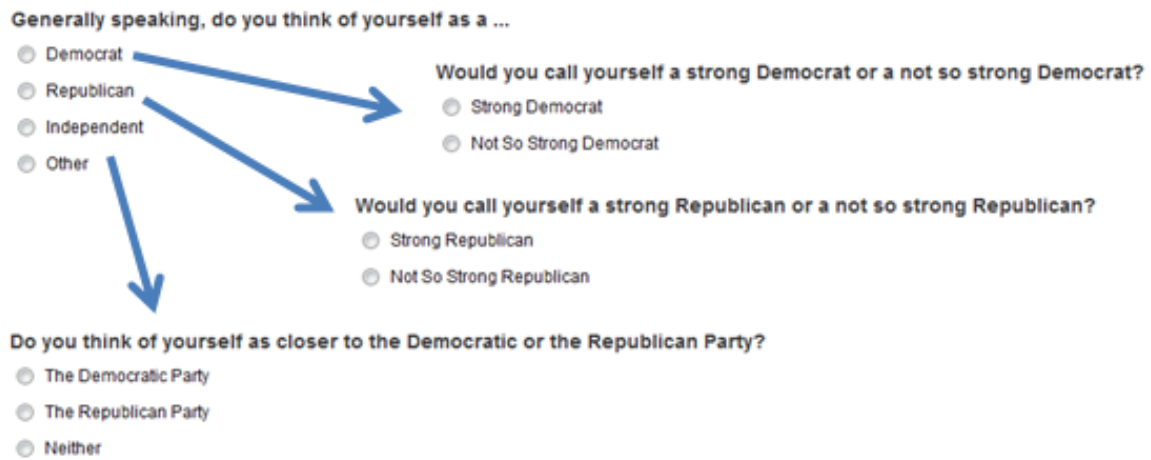 Generally speaking, do you think of yourself as a ...
Democrat
Republican
Independent
Other
Would you call yourself a strong Democrat or a not so strong Democrat?
Strong Democrat
Not So Strong Democrat
Would you call yourself a strong Republican or a not so strong Republican?
Strong Republican
Not So Strong Republican
Do you think of yourself as closer to the Democratic or the Republican Party?
The Democratic Party
The Republican Party
Neither